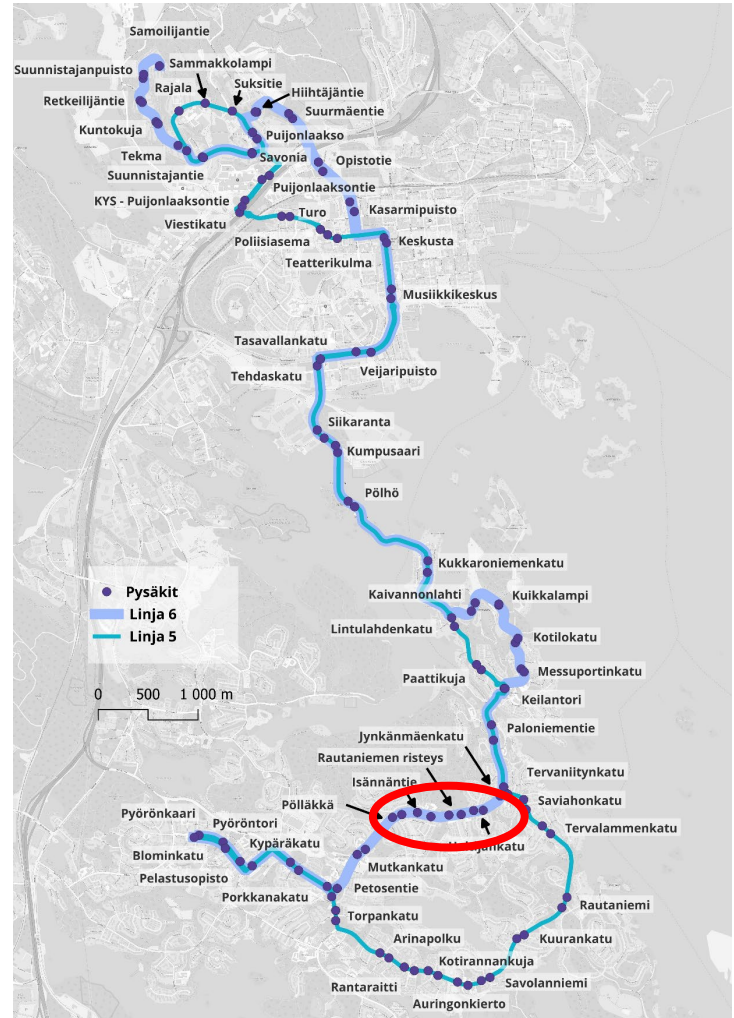 Samoilijantie
Suunnistajanpuisto
Sammakkolampi
Rajala
Suksitie
Hiihtäjäntie
Retkeilijäntie
Suurmäentie
Kuntokuja
Puijonlaakso
Tekma
Savonia
Opistotie
Suunnistajantie
Puijonlaaksontie
KYS - Puijonlaaksontie
Turo
Kasarmipuisto
Viestikatu
Poliisiasema
Keskusta
Teatterikulma
Musiikkikeskus
Tasavallankatu
Tehdaskatu
Veijaripuisto
Siikaranta
Kumpusaari
Pölhö
Kukkaroniemenkatu
Pysäkit
Linja 6
Linja 5
Kaivannonlahti
Kuikkalampi
Lintulahdenkatu
Kotilokatu
Paattikuja
Messuportinkatu
0 500 1 000 m
Keilantori
Paloniementie
Jynkänmäenkatu
Rautaniemen risteys
Isännäntie
Tervaniitynkatu
Pölläkkä
Saviahonkatu
Pyörönkaari
Pyöröntori
Tervalammenkatu
Kypäräkatu
Blominkatu
Mutkankatu
Pelastusopisto
Petosentie
Porkkanakatu
Rautaniemi
Torpankatu
Arinapolku
Kuurankatu
Kotirannankuja
Rantaraitti
Savolanniemi
Auringonkierto